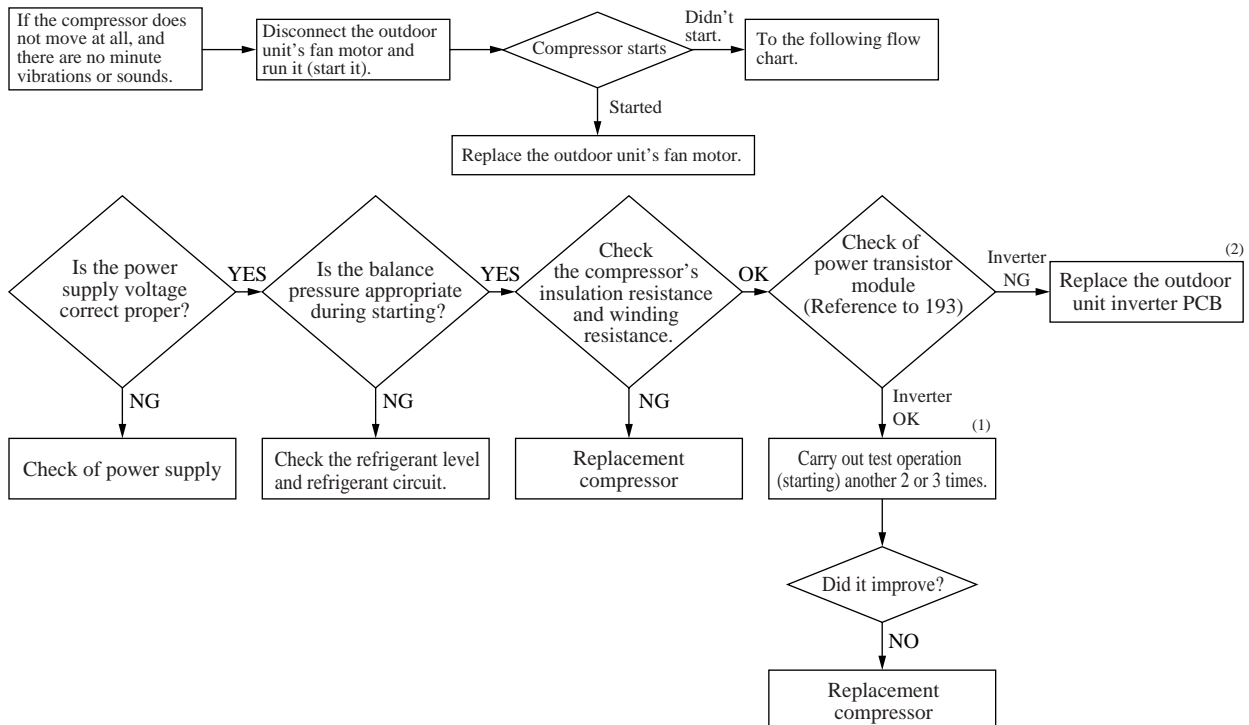 If the compressor does
not move at all, and
there are no minute
vibrations or sounds.
Disconnect the outdoor
unit's fan motor and
run it (start it).
Compressor starts
Didn't
start.
To the following flow
chart.
Started
Replace the outdoor unit's fan motor.
Is the power
supply voltage
correct proper?
YES
Is the balance
pressure appropriate
during starting?
YES
Check
the compressor's
insulation resistance
and winding
resistance.
OK
Check of
power transistor
module
(Reference to 193)
Inverter
NG
(2)
Replace the outdoor
unit inverter PCB
NG
Check of power supply
NG
Check the refrigerant level
and refrigerant circuit.
NG
Replacement
compressor
Inverter
OK
(1)
Carry out test operation
(starting) another 2 or 3 times.
Did it improve?
NO
Replacement
compressor